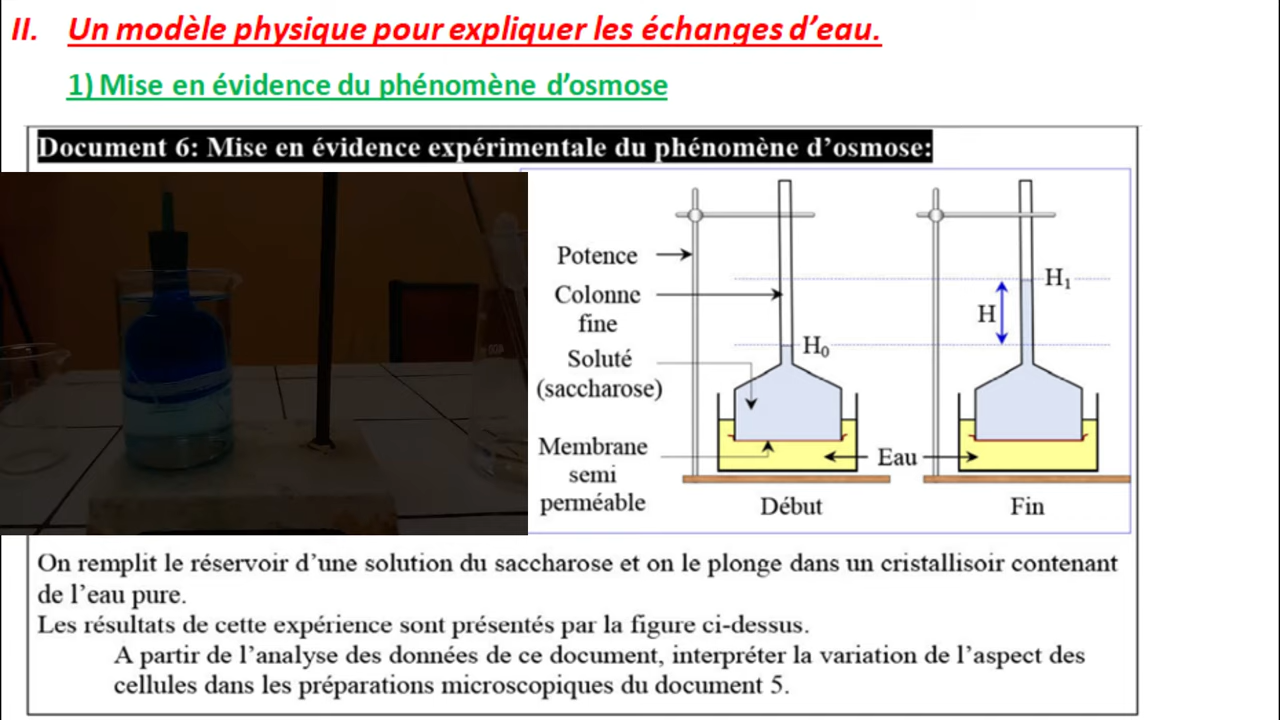 II. Un modèle physique pour expliquer les échanges d’eau.
1) Mise en évidence du phénomène d’osmose
Document 6: Mise en évidence expérimentale du phénomène d’osmose:
Potence
Colonne
fine
Soluté
(saccharose)
Membrane
semi
perméable
H₀
Eau
H
H₁
Début
Fin
On remplit le réservoir d’une solution du saccharose et on le plonge dans un cristallisoir contenant
de l’eau pure.
Les résultats de cette expérience sont présentés par la figure ci-dessus.
A partir de l’analyse des données de ce document, interpréter la variation de l’aspect des
cellules dans les préparations microscopiques du document 5.